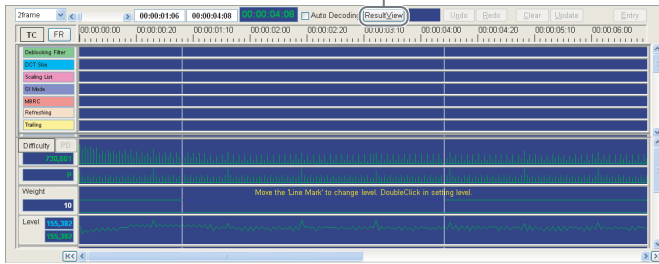 2frame 00:00:01:06 00:00:04:08 00:00:04:08 Auto Decoding ResultView Undo Redo Clear Update Entry
TC FR 00:00:00:00 00:00:00:20 00:00:01:10 00:00:02:00 00:00:02:20 00:00:03:10 00:00:04:00 00:00:04:20 00:00:05:10 00:00:06:00
Deblocking Filter
DCT Size
Scaling List
GI Mode
MBRC
Refreshing
Trailing
Difficulty PD
730,001
P
Weight
Move the 'Line Mark' to change level. DoubleClick in setting level.
10
Level 155,382
155,382